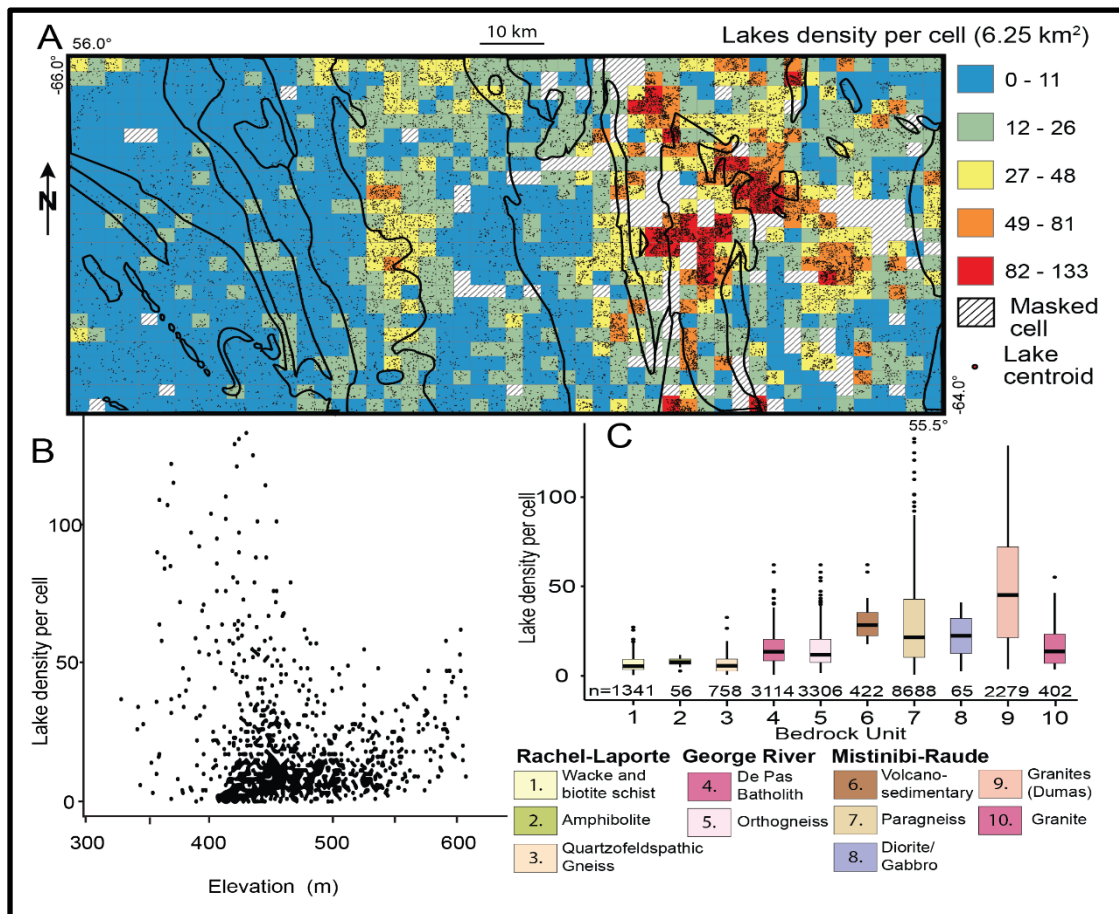 A
56.0°
-66.0°
10 km
Lakes density per cell (6.25 km²)
0 - 11
12 - 26
27 - 48
49 - 81
82 - 133
Masked
cell
Lake
centroid
N
-64.0°
55.5°
B
Lake density per cell
100
50
0
300
400
500
600
Elevation (m)
C
Lake density per cell
100
50
0
n=1341 56 758 3114 3306 422 8688 65 2279 402
1 2 3 4 5 6 7 8 9 10
Bedrock Unit
Rachel-Laporte
1. Wacke and
biotite schist
2. Amphibolite
3. Quartzofeldspathic
Gneiss
George River
4. De Pas
Batholith
5. Orthogneiss
Mistinibi-Raude
6. Volcano-
sedimentary
7. Paragneiss
8. Diorite/
Gabbro
9. Granites
(Dumas)
10. Granite